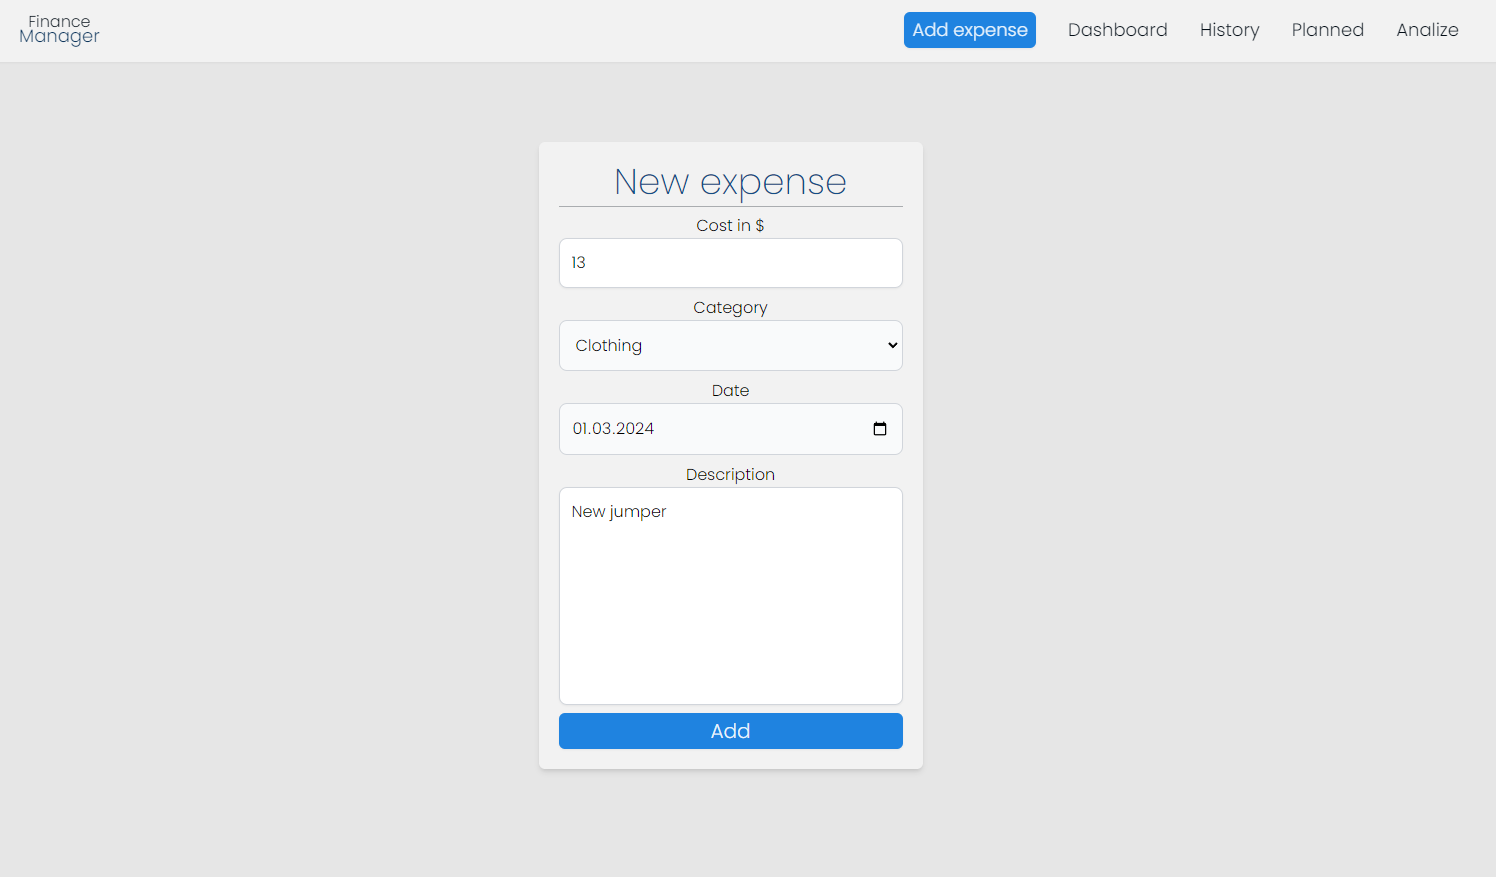 Finance
Manager
Add expense
Dashboard
History
Planned
Analize
New expense
Cost in $
13
Category
Clothing
Date
01.03.2024
Description
New jumper
Add